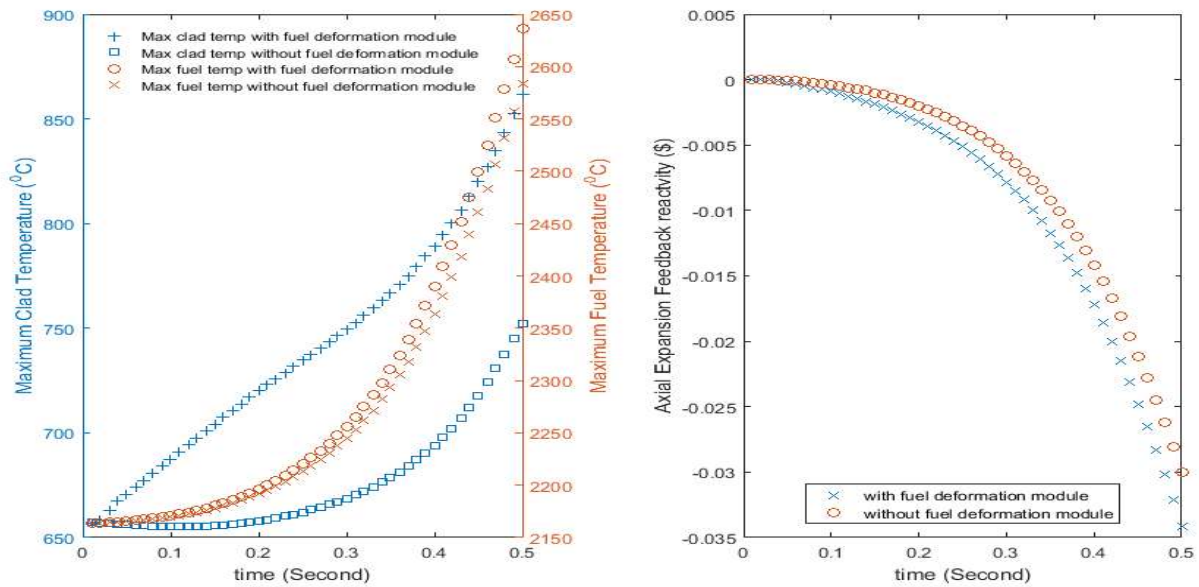 Max clad temp with fuel deformation module
Max clad temp without fuel deformation module
Max fuel temp with fuel deformation module
Max fuel temp without fuel deformation module
Maximum Clad Temperature (⁰C)
900
850
800
750
700
650
Maximum Fuel Temperature (⁰C)
2650
2600
2550
2500
2450
2400
2350
2300
2250
2200
2150
0 0.1 0.2 0.3 0.4 0.5
time (Second)
Axial Expansion Feedback reactvity ($)
0.005
0
-0.005
-0.01
-0.015
-0.02
-0.025
-0.03
-0.035
with fuel deformation module
without fuel deformation module
0 0.1 0.2 0.3 0.4 0.5
time (Second)